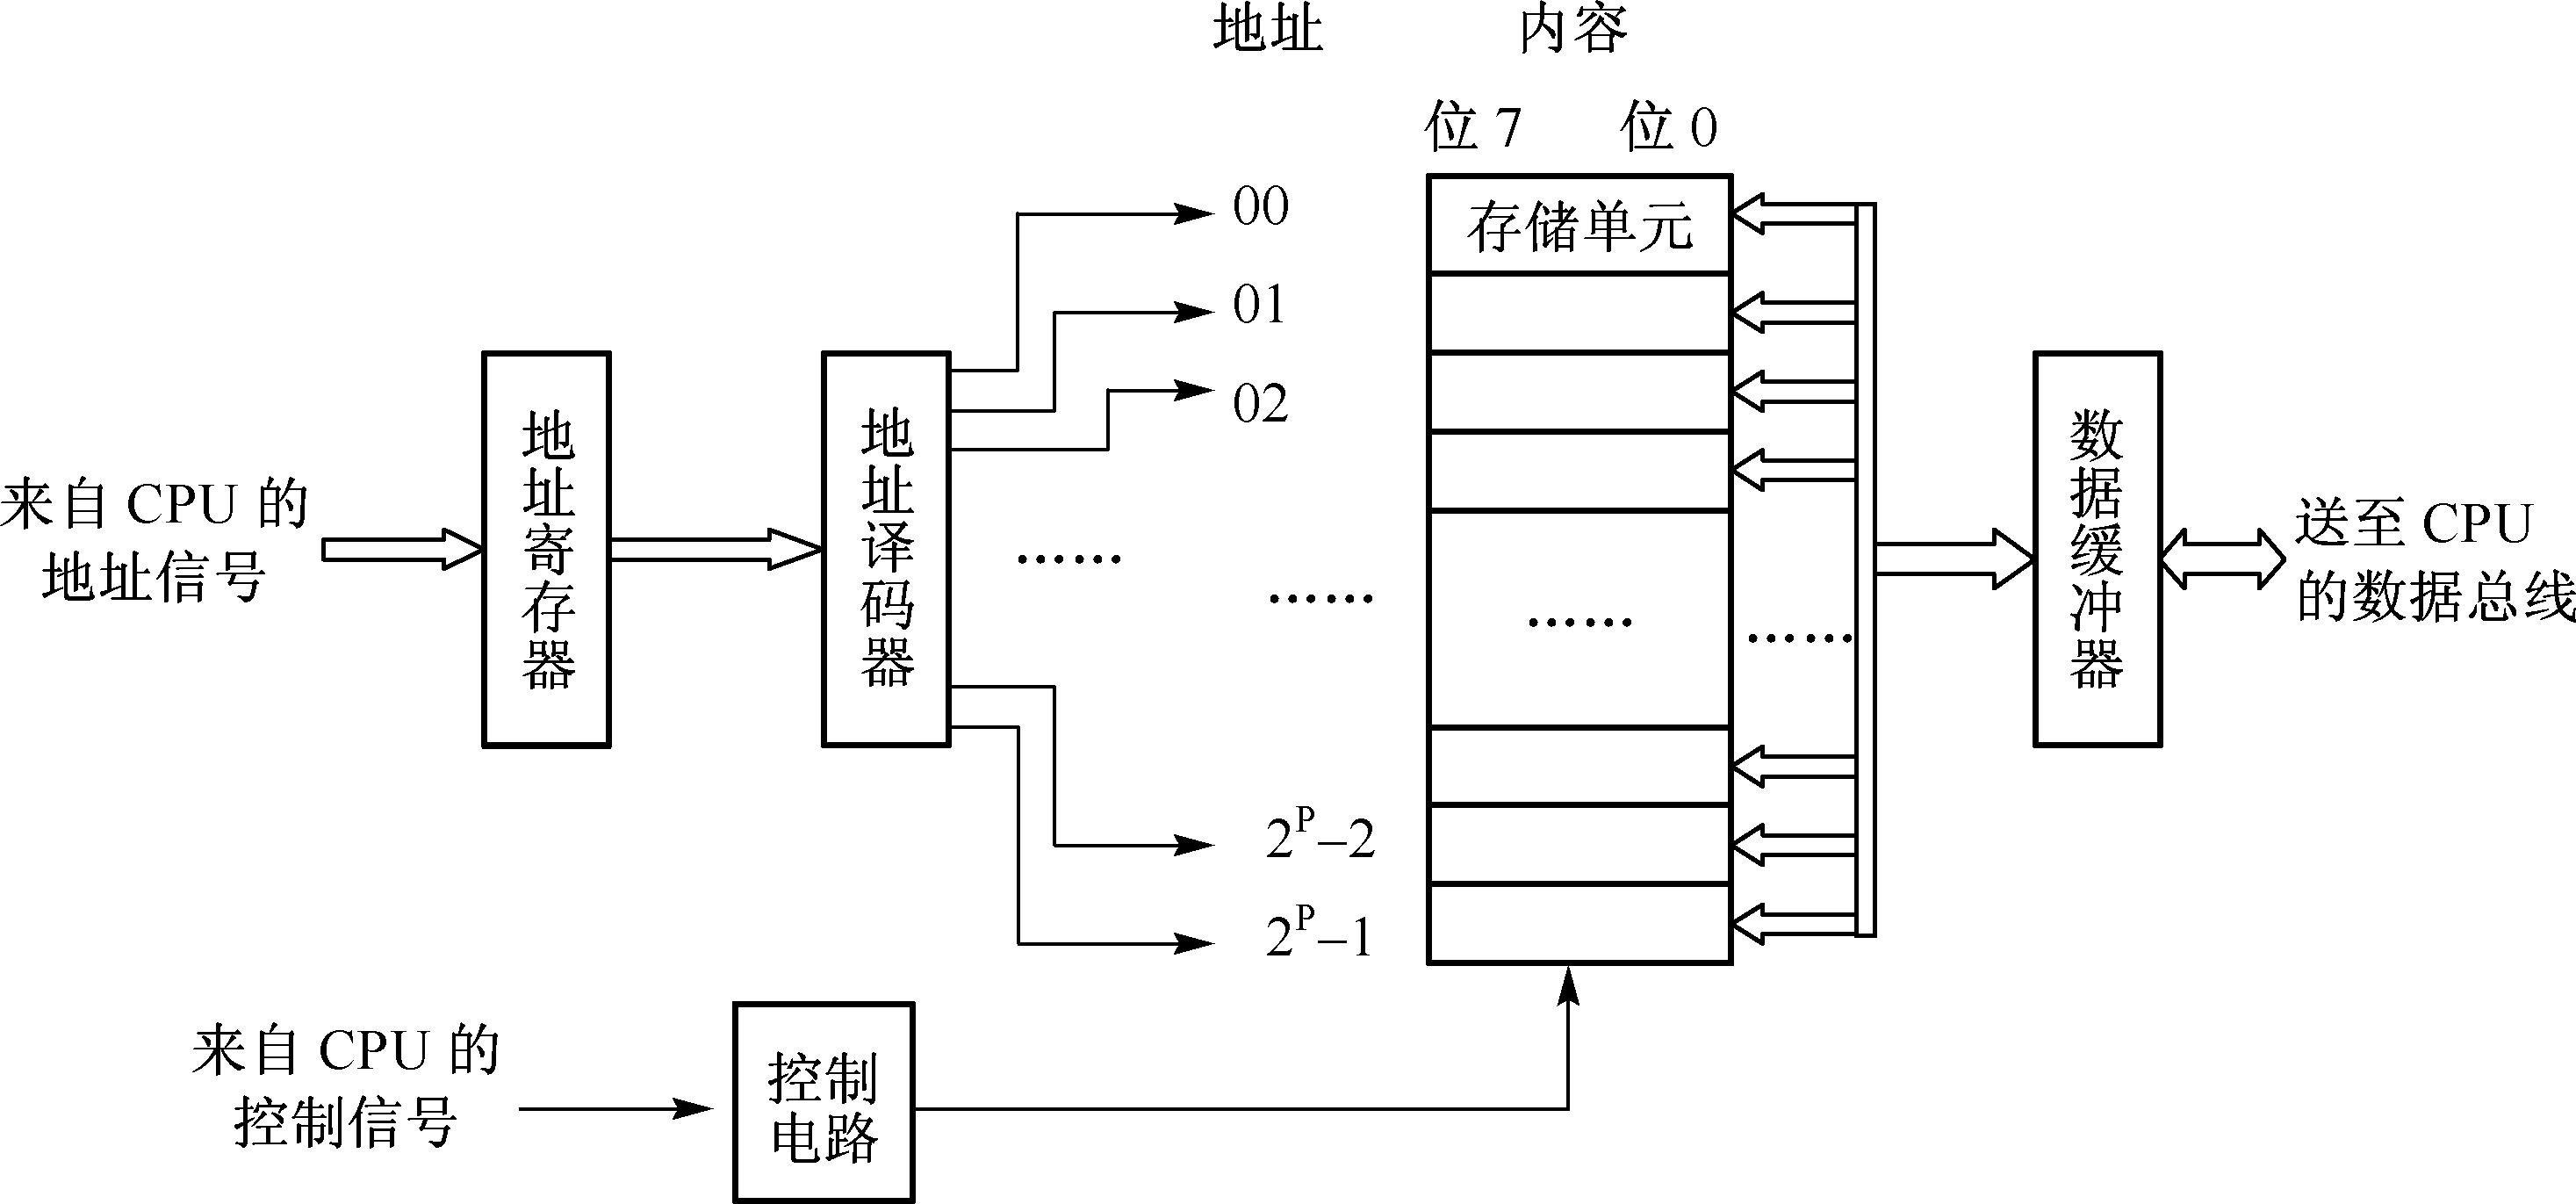 地址 内容
位 7 位 0
00
存储单元
01
02
地址寄存器
地址译码器
数据缓冲器
来自 CPU 的
地址信号
送至 CPU
的数据总线
……
……
……
……
2ᴾ–2
2ᴾ–1
来自 CPU 的
控制信号
控制
电路